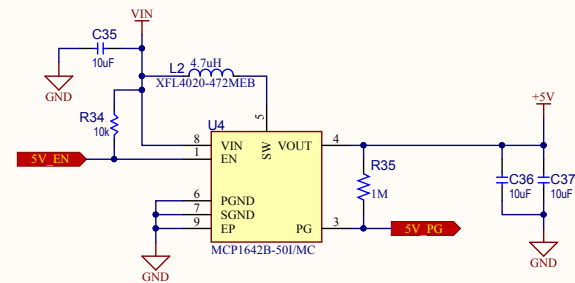 VIN
C35
10uF
GND
L2
4.7uH
XFL4020-472MEB
R34
10k
5V_EN
U4
5
SW
8
VIN
1
EN
6
PGND
7
SGND
9
EP
VOUT
4
PG
3
MCP1642B-50I/MC
R35
1M
5V_PG
+5V
C36
10uF
C37
10uF
GND
GND